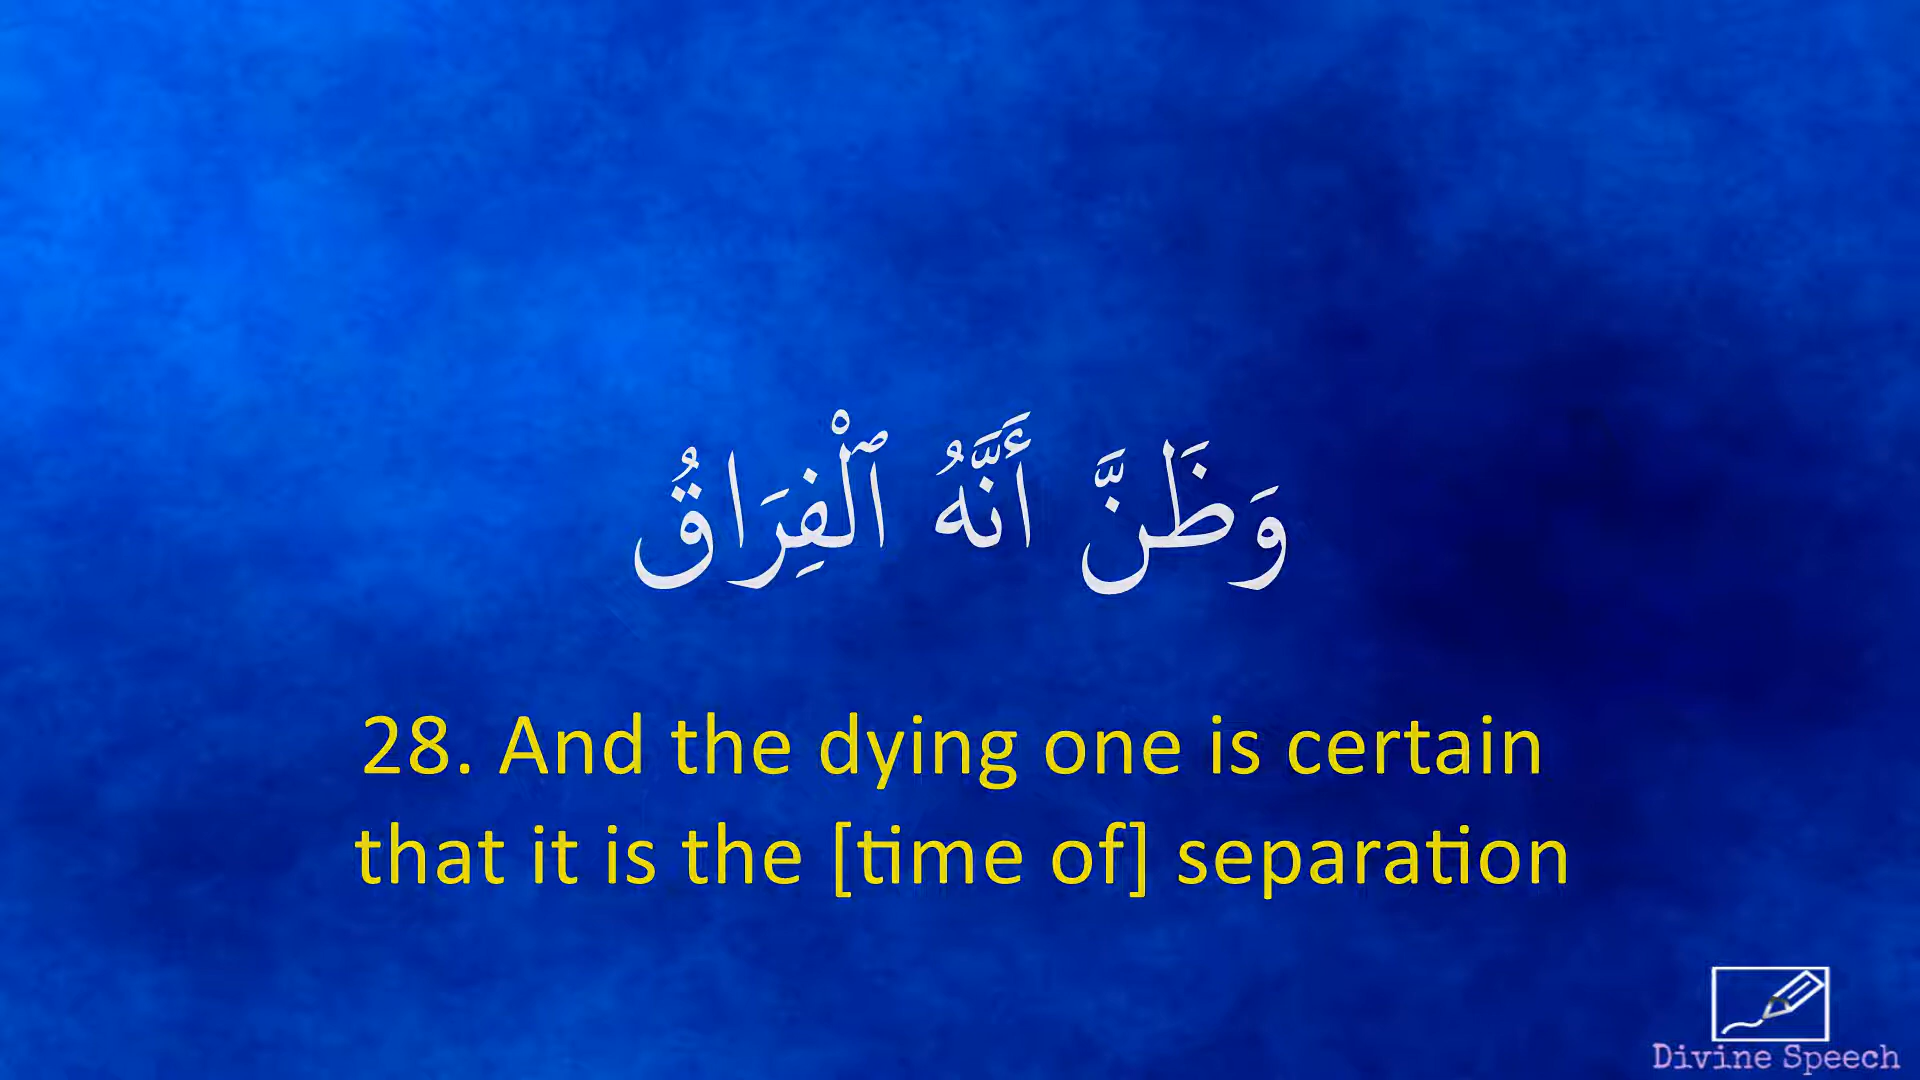 وَظَنَّ أَنَّهُ ٱلْفِرَاقُ
28. And the dying one is certain
that it is the [time of] separation
Divine Speech